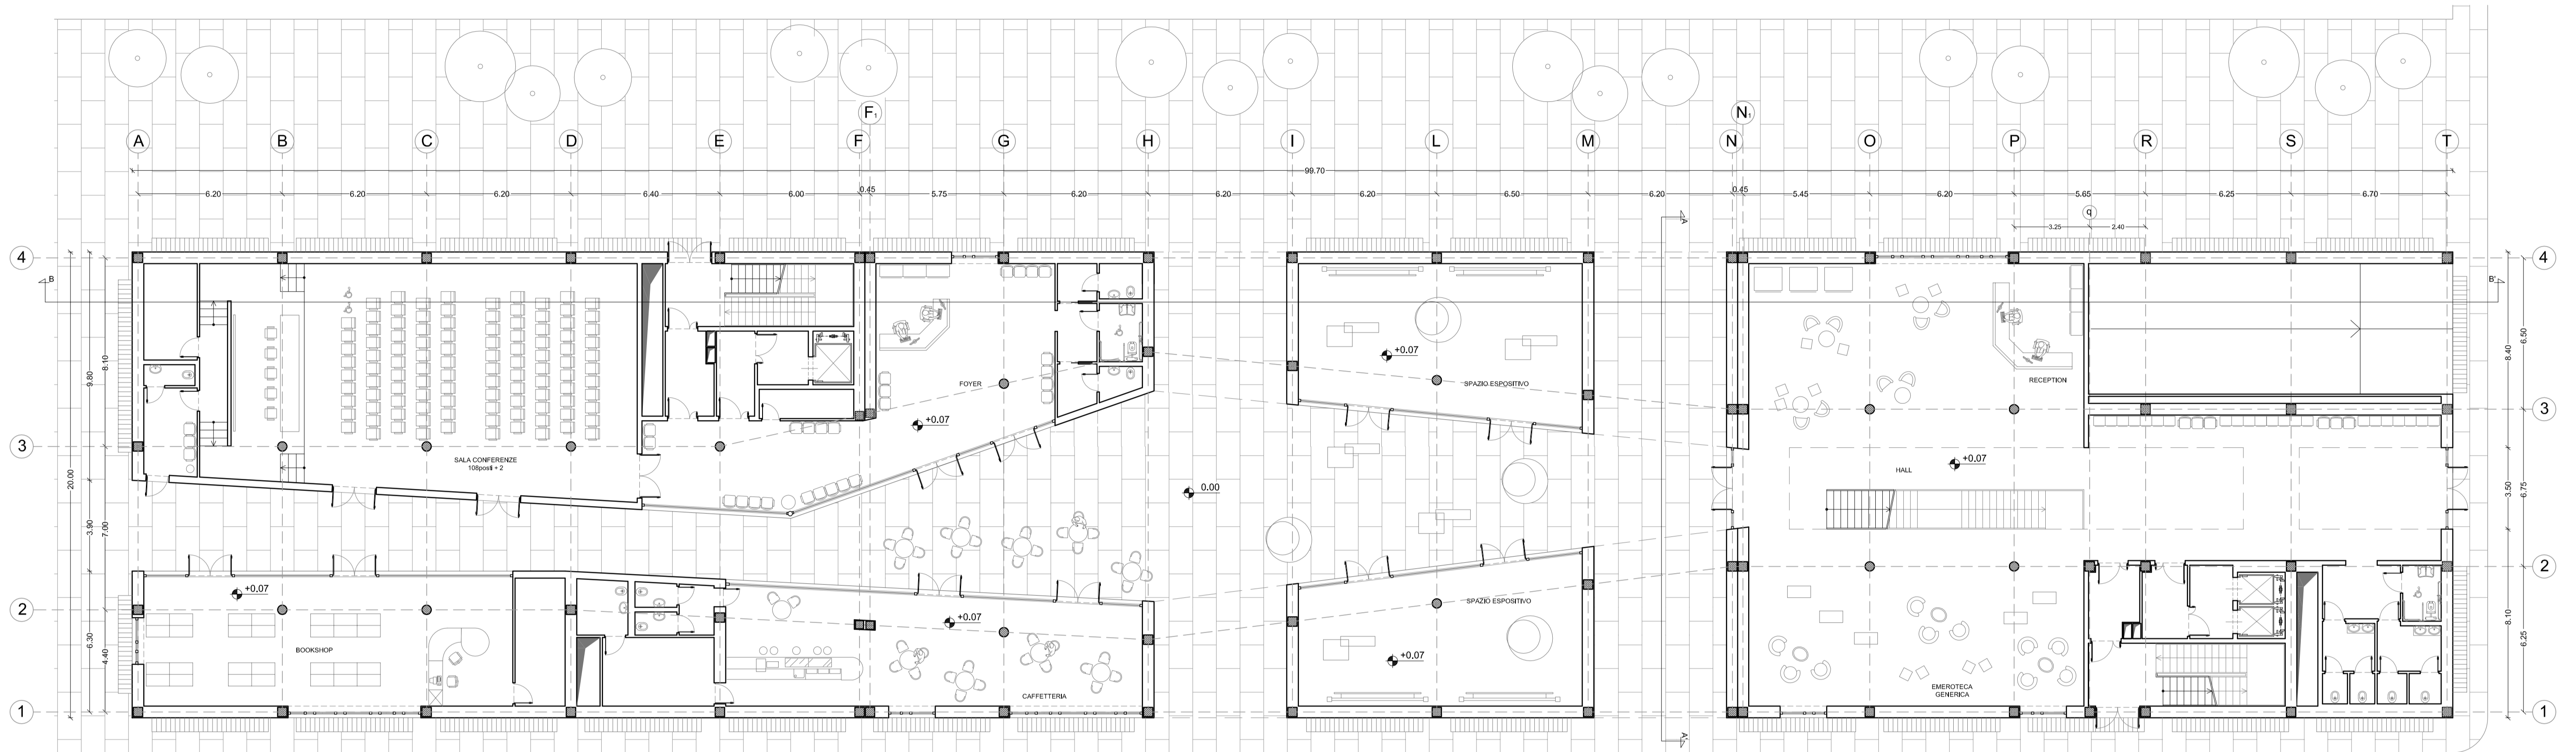 F1
N1
A B C D E F G H I L M N O P R S T
99.70
6.20 6.20 6.20 6.40 6.00 0.45 5.75 6.20 6.20 6.20 6.50 6.20 0.45 5.45 6.20 5.65 6.25 6.70
A
q
3.25 2.40
4 4
B B'
8.10
9.80
8.40
6.50
+0.07 SPAZIO ESPOSITIVO
FOYER
RECEPTION
3 3
+0.07
SALA CONFERENZE
108posti + 2
HALL +0.07
20.00
0.00
3.90
7.00
3.50
6.75
2 2
+0.07
+0.07
SPAZIO ESPOSITIVO
6.30
4.40
8.10
6.25
BOOKSHOP
+0.07
CAFFETTERIA
EMEROTECA
GENERICA
1 1
A'